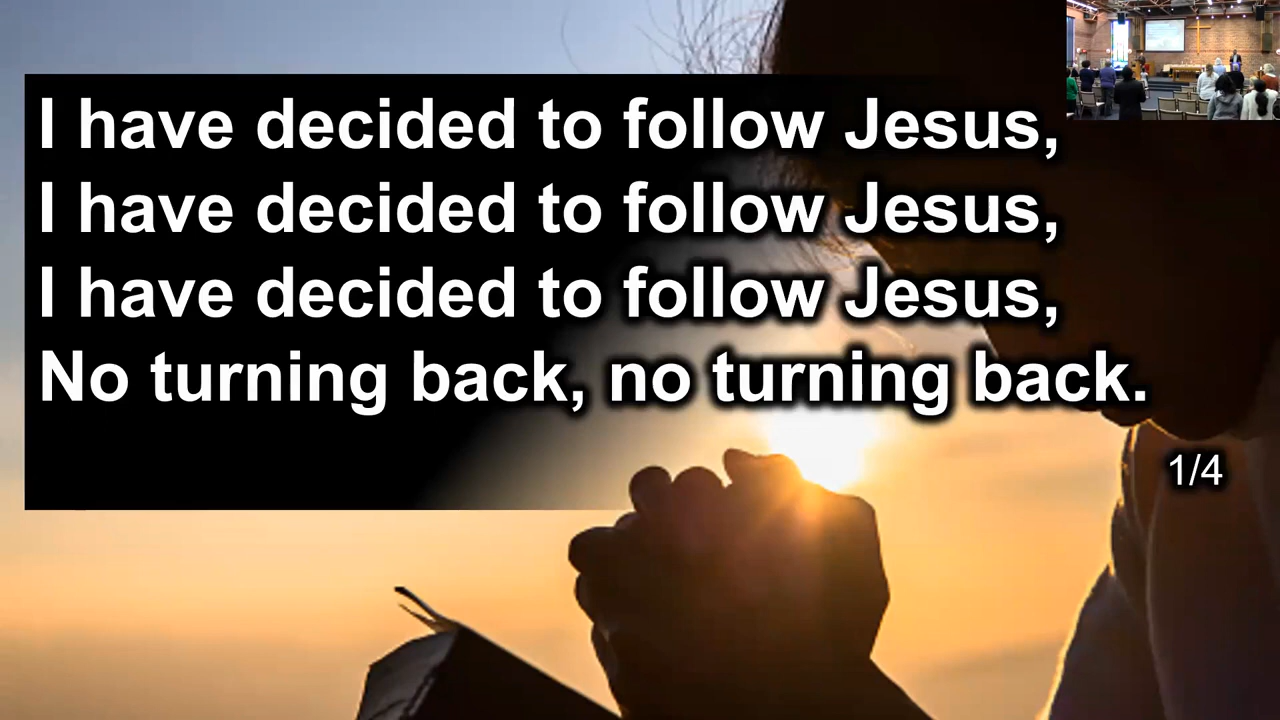 I have decided to follow Jesus,
I have decided to follow Jesus,
I have decided to follow Jesus,
No turning back, no turning back.
1/4